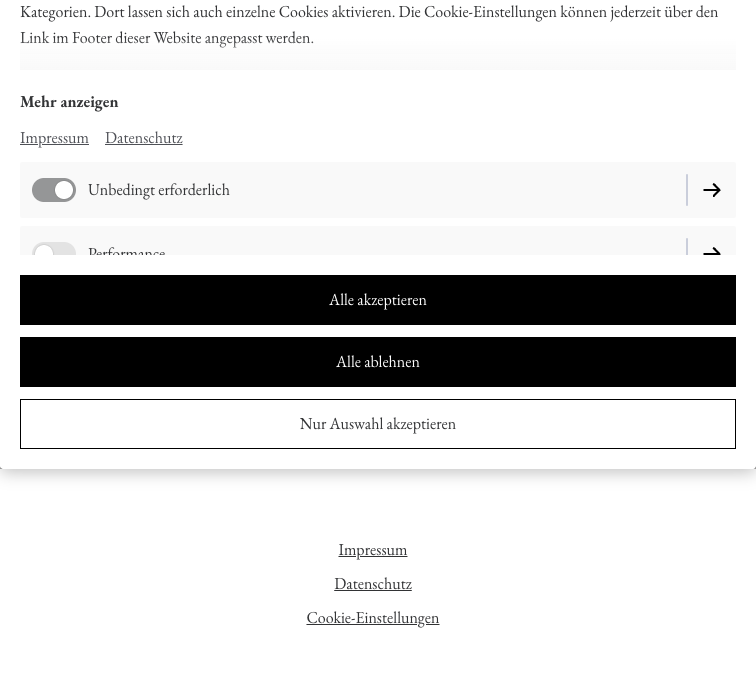 Kategorien. Dort lassen sich auch einzelne Cookies aktivieren. Die Cookie-Einstellungen können jederzeit über den
Link im Footer dieser Website angepasst werden.
Mehr anzeigen
Impressum Datenschutz
Unbedingt erforderlich
Performance
Alle akzeptieren
Alle ablehnen
Nur Auswahl akzeptieren
Impressum
Datenschutz
Cookie-Einstellungen